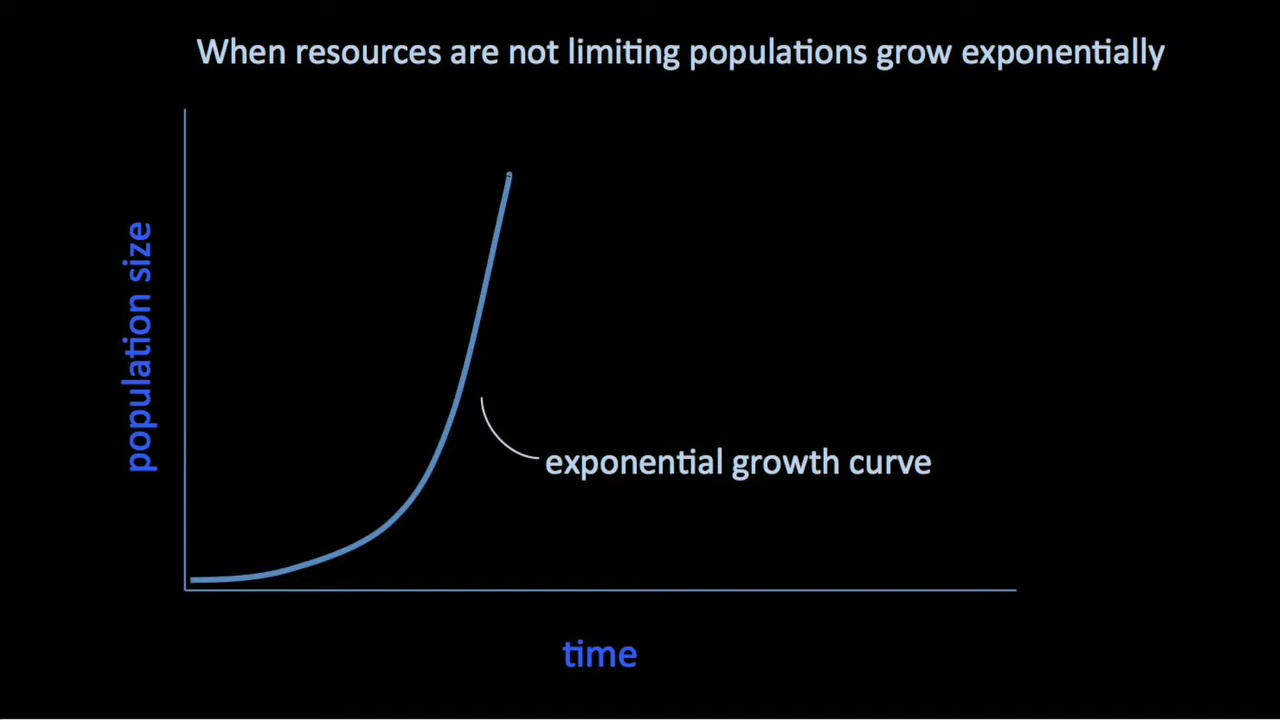 When resources are not limiting populations grow exponentially
population size
exponential growth curve
time